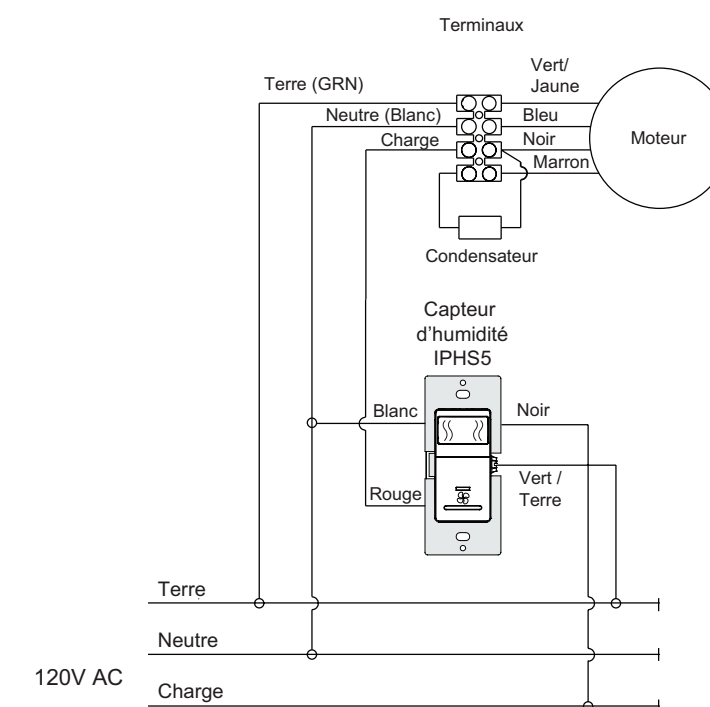 Terminaux
Vert/
Jaune
Terre (GRN)
Neutre (Blanc)
Bleu
Charge
Noir
Moteur
Marron
Condensateur
Capteur
d'humidité
IPHS5
Blanc
Noir
Vert /
Terre
Rouge
Terre
Neutre
120V AC
Charge